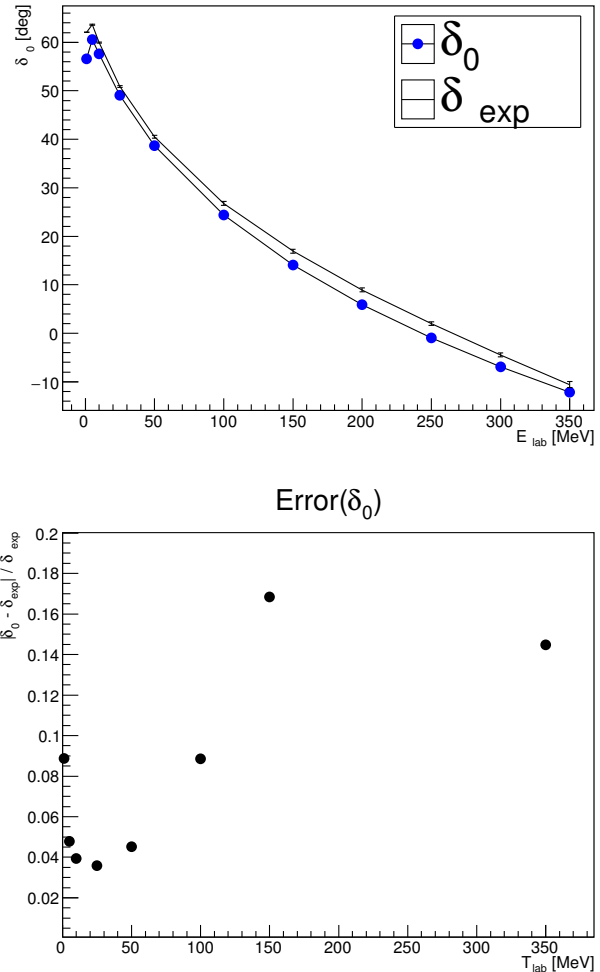 δ 0 [deg]
60
50
40
30
20
10
0
−10
0 50 100 150 200 250 300 350
E lab [MeV]
δ0
δ exp
Error(δ0)
|δ0 - δexp| / δ exp
0.2
0.18
0.16
0.14
0.12
0.1
0.08
0.06
0.04
0.02
0 50 100 150 200 250 300 350
Tlab [MeV]